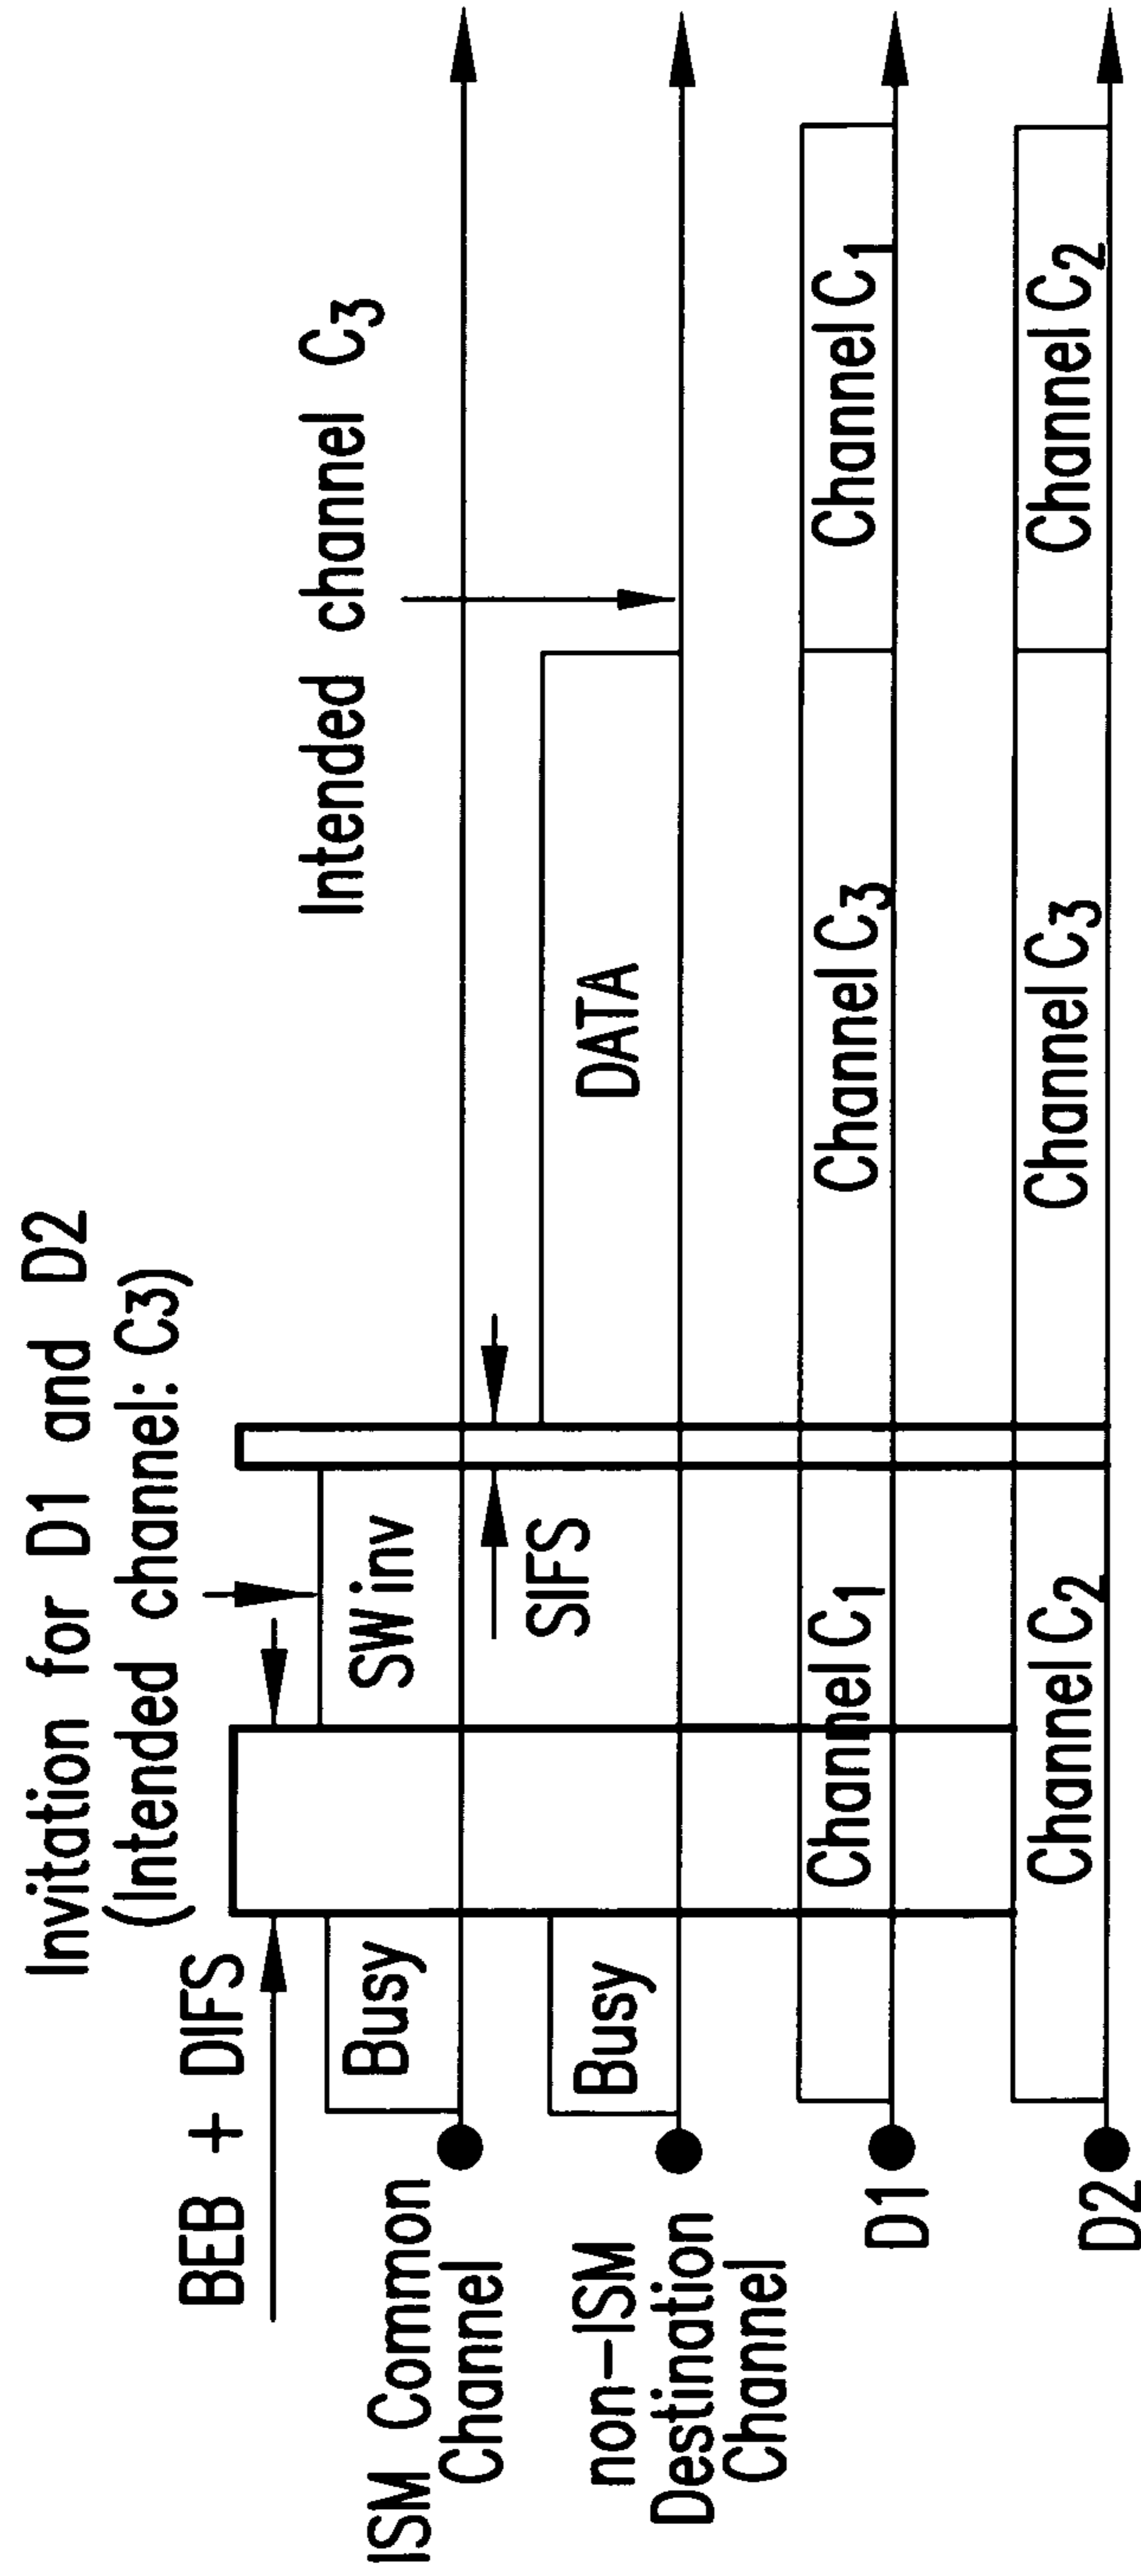 Invitation for D1 and D2
(Intended channel: C3)
BEB + DIFS
Intended channel C₃
ISM Common
Channel
Busy
SW inv
SIFS
non-ISM
Destination
Channel
Busy
DATA
D1
Channel C₁
Channel C₃
Channel C₁
D2
Channel C₂
Channel C₃
Channel C₂